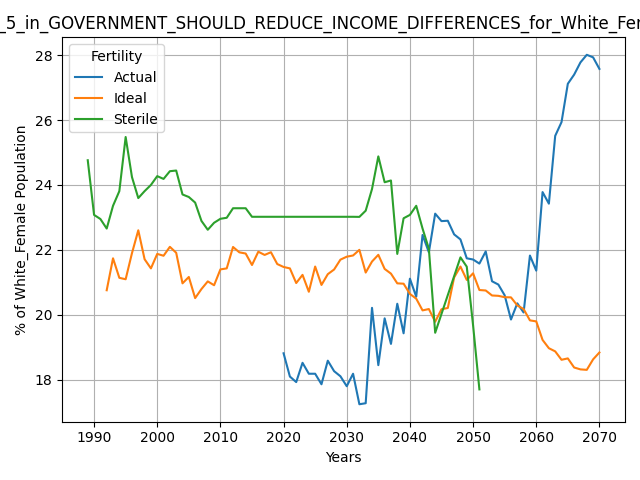 _5_in_GOVERNMENT_SHOULD_REDUCE_INCOME_DIFFERENCES_for_White_Fe
Fertility
Actual
Ideal
Sterile
28
26
24
22
20
18
% of White_Female Population
1990 2000 2010 2020 2030 2040 2050 2060 2070
Years